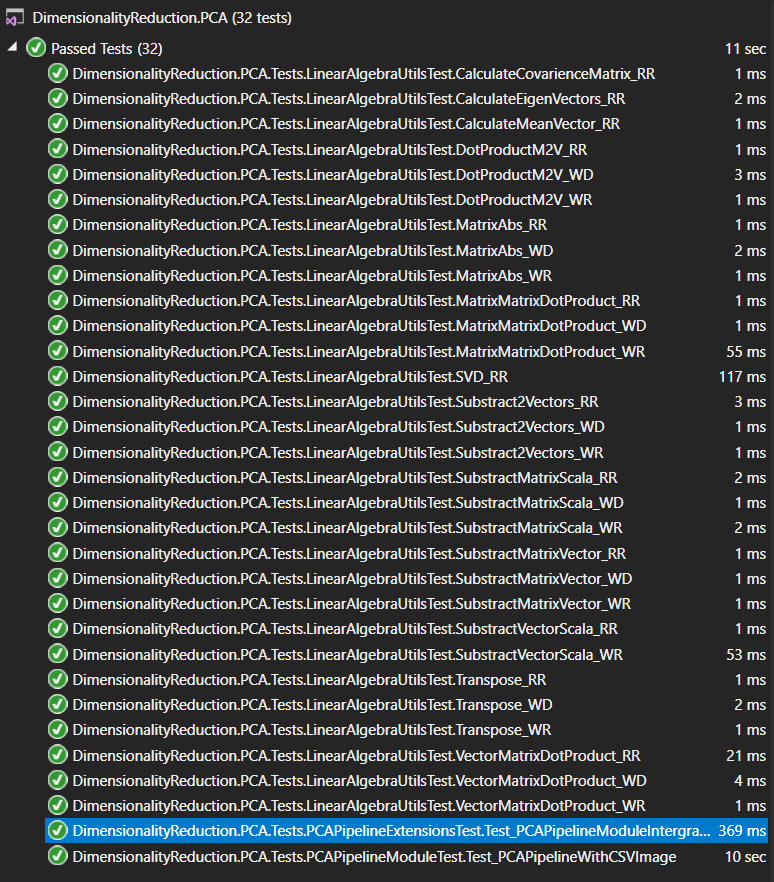 DimensionalityReduction.PCA (32 tests)
Passed Tests (32) 11 sec
DimensionalityReduction.PCA.Tests.LinearAlgebraUtilsTest.CalculateCovarienceMatrix_RR 1 ms
DimensionalityReduction.PCA.Tests.LinearAlgebraUtilsTest.CalculateEigenVectors_RR 2 ms
DimensionalityReduction.PCA.Tests.LinearAlgebraUtilsTest.CalculateMeanVector_RR 1 ms
DimensionalityReduction.PCA.Tests.LinearAlgebraUtilsTest.DotProductM2V_RR 1 ms
DimensionalityReduction.PCA.Tests.LinearAlgebraUtilsTest.DotProductM2V_WD 3 ms
DimensionalityReduction.PCA.Tests.LinearAlgebraUtilsTest.DotProductM2V_WR 1 ms
DimensionalityReduction.PCA.Tests.LinearAlgebraUtilsTest.MatrixAbs_RR 1 ms
DimensionalityReduction.PCA.Tests.LinearAlgebraUtilsTest.MatrixAbs_WD 2 ms
DimensionalityReduction.PCA.Tests.LinearAlgebraUtilsTest.MatrixAbs_WR 1 ms
DimensionalityReduction.PCA.Tests.LinearAlgebraUtilsTest.MatrixMatrixDotProduct_RR 1 ms
DimensionalityReduction.PCA.Tests.LinearAlgebraUtilsTest.MatrixMatrixDotProduct_WD 1 ms
DimensionalityReduction.PCA.Tests.LinearAlgebraUtilsTest.MatrixMatrixDotProduct_WR 55 ms
DimensionalityReduction.PCA.Tests.LinearAlgebraUtilsTest.SVD_RR 117 ms
DimensionalityReduction.PCA.Tests.LinearAlgebraUtilsTest.Substract2Vectors_RR 3 ms
DimensionalityReduction.PCA.Tests.LinearAlgebraUtilsTest.Substract2Vectors_WD 1 ms
DimensionalityReduction.PCA.Tests.LinearAlgebraUtilsTest.Substract2Vectors_WR 1 ms
DimensionalityReduction.PCA.Tests.LinearAlgebraUtilsTest.SubstractMatrixScala_RR 2 ms
DimensionalityReduction.PCA.Tests.LinearAlgebraUtilsTest.SubstractMatrixScala_WD 1 ms
DimensionalityReduction.PCA.Tests.LinearAlgebraUtilsTest.SubstractMatrixScala_WR 2 ms
DimensionalityReduction.PCA.Tests.LinearAlgebraUtilsTest.SubstractMatrixVector_RR 1 ms
DimensionalityReduction.PCA.Tests.LinearAlgebraUtilsTest.SubstractMatrixVector_WD 1 ms
DimensionalityReduction.PCA.Tests.LinearAlgebraUtilsTest.SubstractMatrixVector_WR 1 ms
DimensionalityReduction.PCA.Tests.LinearAlgebraUtilsTest.SubstractVectorScala_RR 1 ms
DimensionalityReduction.PCA.Tests.LinearAlgebraUtilsTest.SubstractVectorScala_WR 53 ms
DimensionalityReduction.PCA.Tests.LinearAlgebraUtilsTest.Transpose_RR 1 ms
DimensionalityReduction.PCA.Tests.LinearAlgebraUtilsTest.Transpose_WD 2 ms
DimensionalityReduction.PCA.Tests.LinearAlgebraUtilsTest.Transpose_WR 1 ms
DimensionalityReduction.PCA.Tests.LinearAlgebraUtilsTest.VectorMatrixDotProduct_RR 21 ms
DimensionalityReduction.PCA.Tests.LinearAlgebraUtilsTest.VectorMatrixDotProduct_WD 4 ms
DimensionalityReduction.PCA.Tests.LinearAlgebraUtilsTest.VectorMatrixDotProduct_WR 1 ms
DimensionalityReduction.PCA.Tests.PCAPipelineExtensionsTest.Test_PCAPipelineModuleIntergra... 369 ms
DimensionalityReduction.PCA.Tests.PCAPipelineModuleTest.Test_PCAPipelineWithCSVImage 10 sec